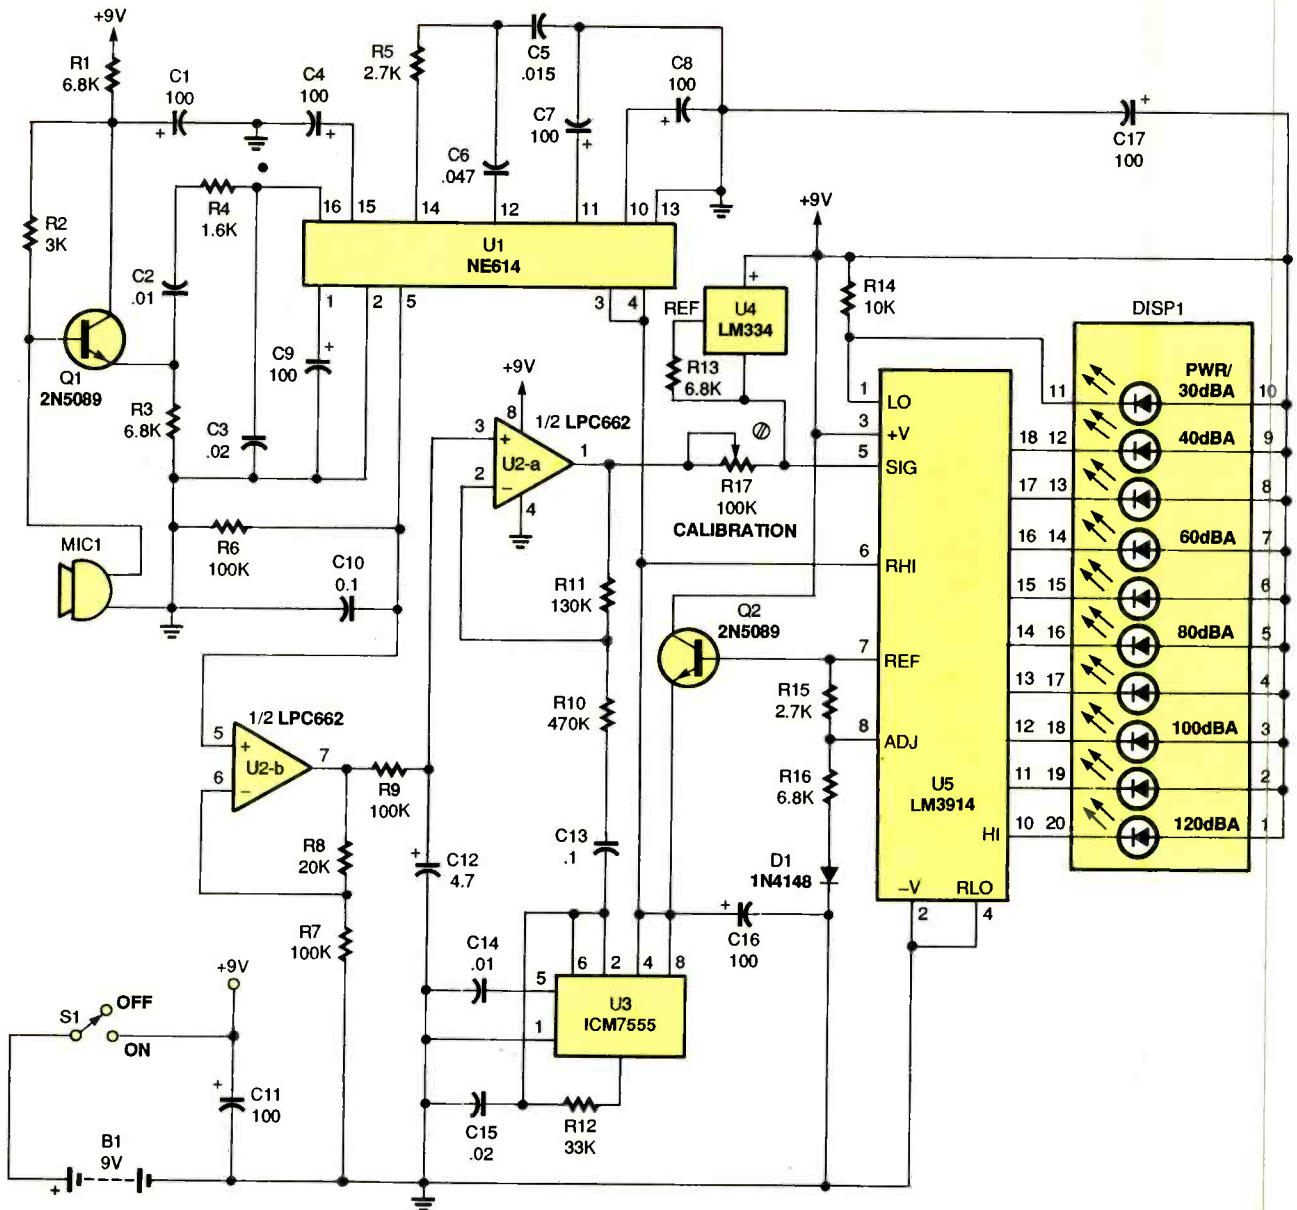 +9V
R1
6.8K
C1
100
+
C4
100
+
R5
2.7K
C5
.015
C8
100
+
C7
100
+
C6
.047
C17
100
+
R2
3K
R4
1.6K
16 15 14 12 11 10 13
U1
NE614
1 2 5 3 4
C2
.01
Q1
2N5089
R3
6.8K
C3
.02
C9
100
+
MIC1
R6
100K
C10
0.1
+9V
+
REF
U4
LM334
R13
6.8K
R14
10K
DISP1
+9V
8
1/2 LPC662
3
+
U2-a
1
2
−
4
R17
100K
CALIBRATION
R11
130K
R10
470K
Q2
2N5089
1
LO
3
+V
5
SIG
6
RHI
7
REF
8
ADJ
U5
LM3914
HI
−V
RLO
2
4
R15
2.7K
R16
6.8K
D1
1N4148
C16
100
+
11 PWR/ 30dBA 10
18 12 40dBA 9
17 13 8
16 14 60dBA 7
15 15 6
14 16 80dBA 5
13 17 4
12 18 100dBA 3
11 19 2
10 20 120dBA 1
1/2 LPC662
5
+
U2-b
7
6
−
R9
100K
R8
20K
R7
100K
C12
4.7
+
C13
.1
C14
.01
6 2 4 8
5
1
U3
ICM7555
C15
.02
R12
33K
+9V
S1
OFF
ON
C11
100
+
B1
9V
+